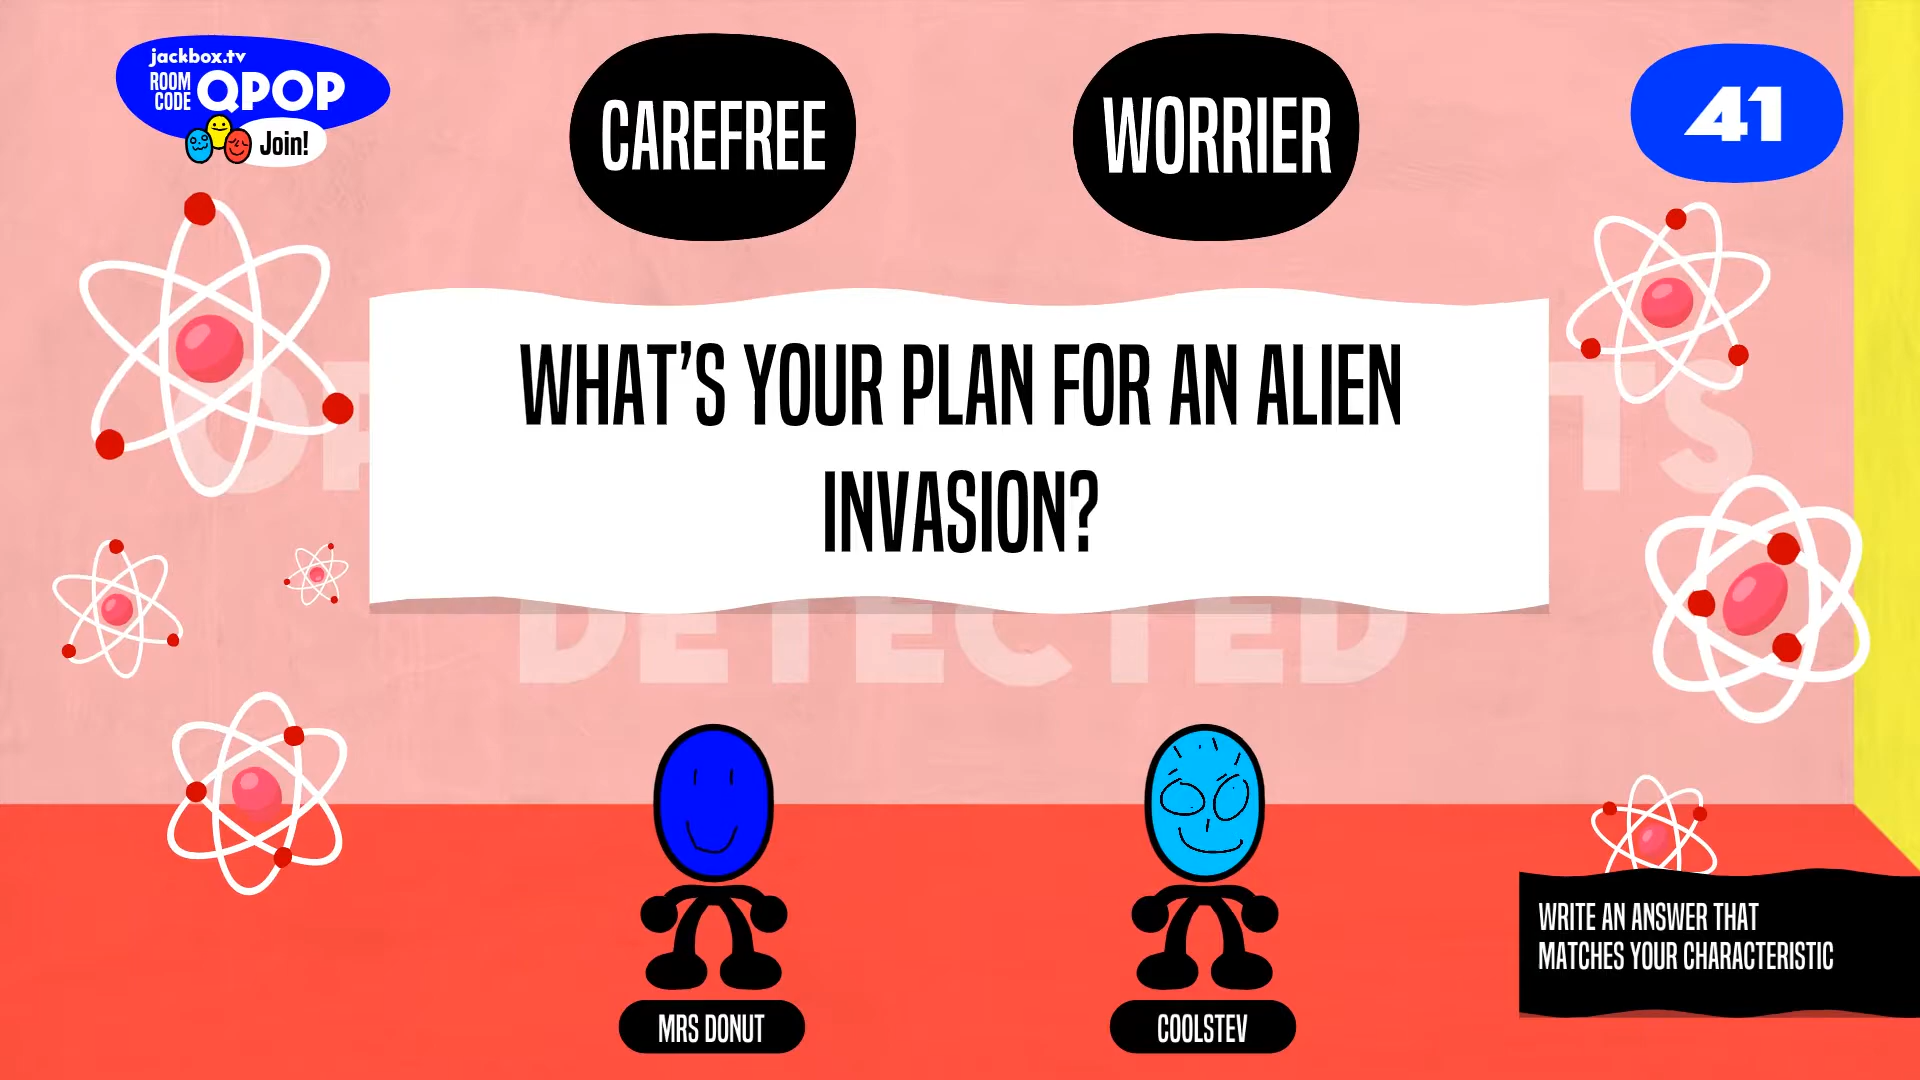 jackbox.tv
ROOM CODE QPOP
Join!
CAREFREE
WORRIER
41
WHAT'S YOUR PLAN FOR AN ALIEN
INVASION?
DETECTED
MRS DONUT
COOLSTEV
WRITE AN ANSWER THAT
MATCHES YOUR CHARACTERISTIC